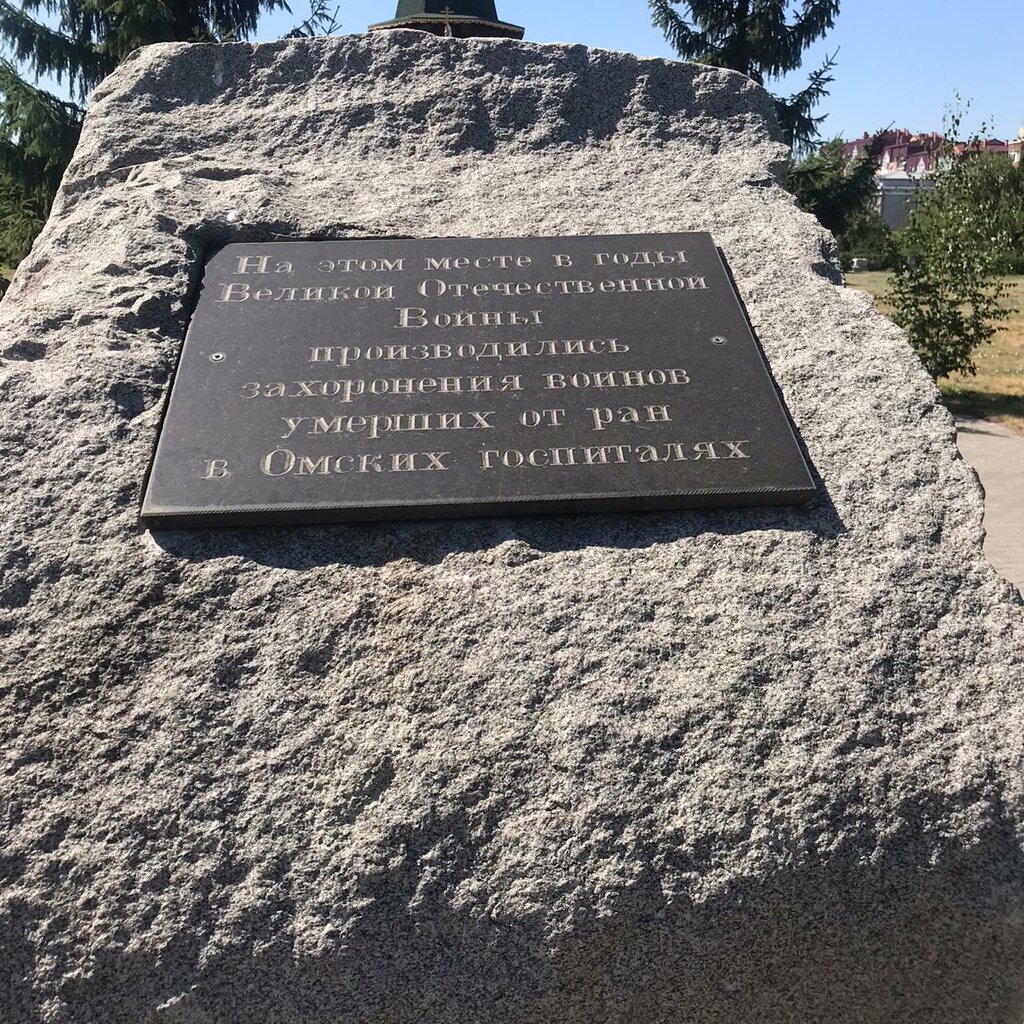 На этом месте в годы
Великой Отечественной
Войны
производились
захоронения воинов
умерших от ран
в Омских госпиталях